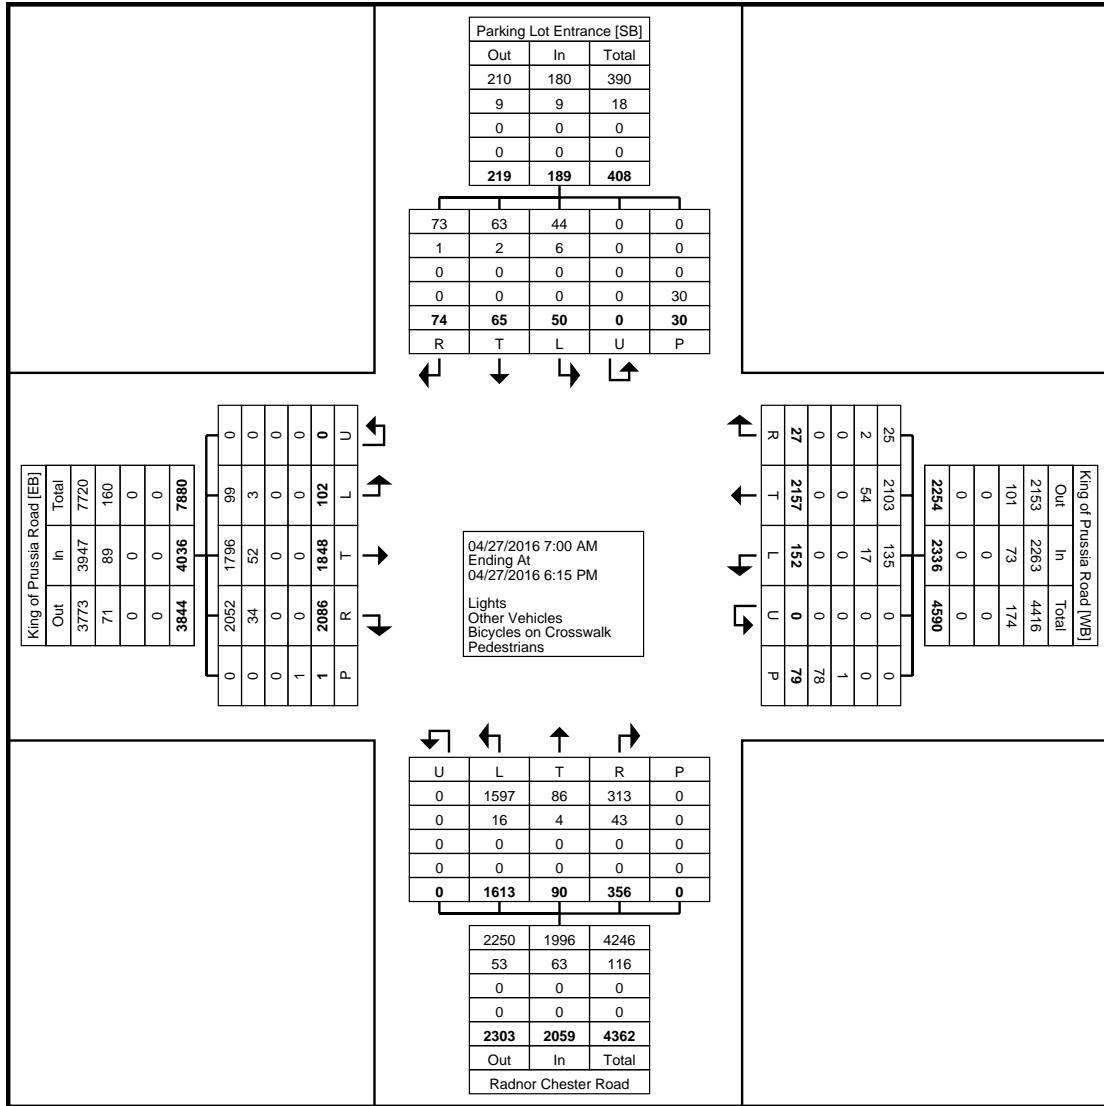 Parking Lot Entrance [SB]
Out In Total
210 180 390
9 9 18
0 0 0
0 0 0
219 189 408
73 63 44 0 0
1 2 6 0 0
0 0 0 0 0
0 0 0 0 30
74 65 50 0 30
R T L U P
King of Prussia Road [EB]
Total In Out
7720 3947 3773
160 89 71
0 0 0
0 0 0
7880 4036 3844
0 99 1796 2052 0
0 3 52 34 0
0 0 0 0 0
0 0 0 0 1
0 102 1848 2086 1
U L T R P
04/27/2016 7:00 AM
Ending At
04/27/2016 6:15 PM
Lights
Other Vehicles
Bicycles on Crosswalk
Pedestrians
King of Prussia Road [WB]
Out In Total
2153 2263 4416
101 73 174
0 0 0
0 0 0
2254 2336 4590
25 2103 135 0 0
2 54 17 0 0
0 0 0 0 1
0 0 0 0 78
27 2157 152 0 79
R T L U P
U L T R P
0 1597 86 313 0
0 16 4 43 0
0 0 0 0 0
0 0 0 0 0
0 1613 90 356 0
2250 1996 4246
53 63 116
0 0 0
0 0 0
2303 2059 4362
Out In Total
Radnor Chester Road